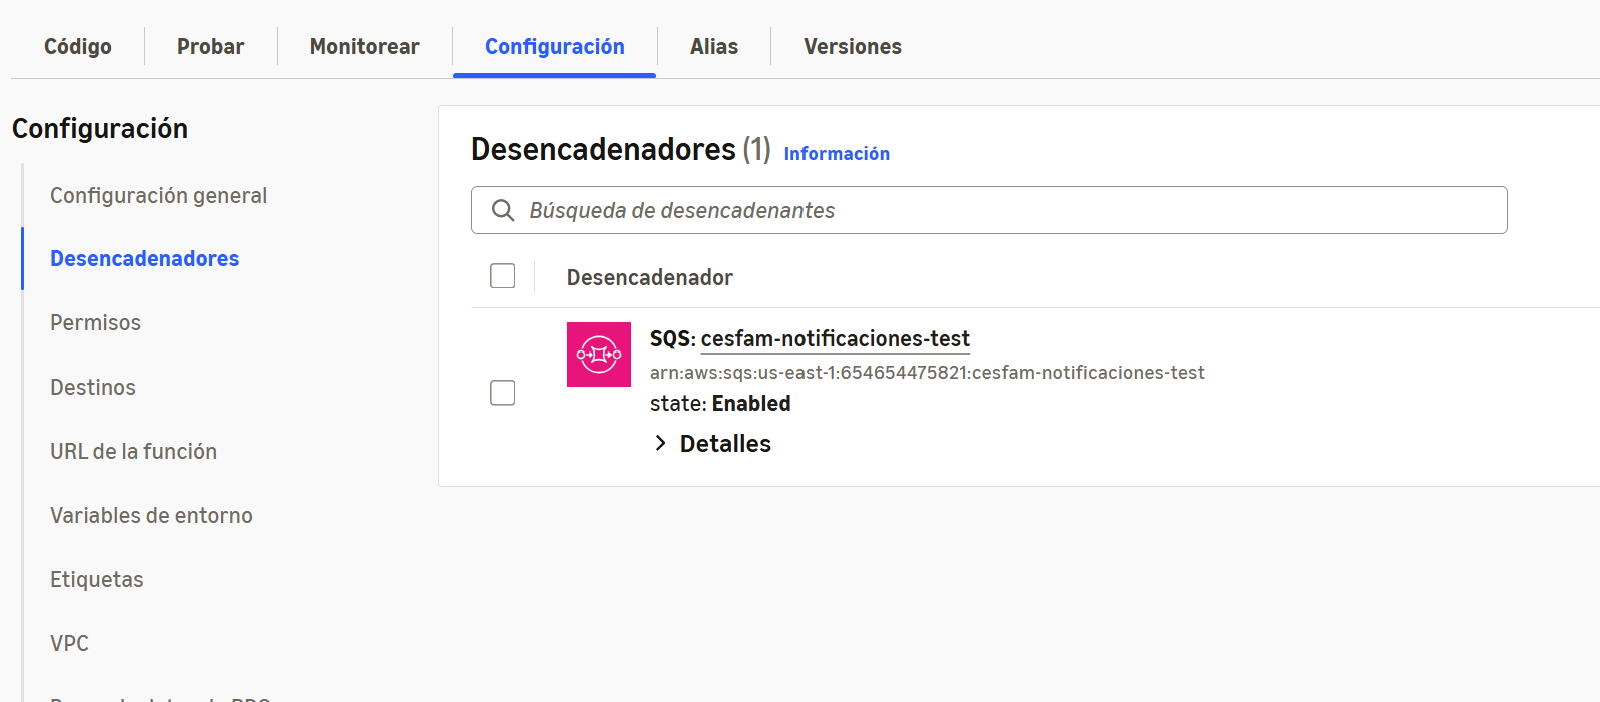 Código
Probar
Monitorear
Configuración
Alias
Versiones
Configuración
Configuración general
Desencadenadores
Permisos
Destinos
URL de la función
Variables de entorno
Etiquetas
VPC
Desencadenadores (1) Información
Búsqueda de desencadenantes
Desencadenador
SQS: cesfam-notificaciones-test
arn:aws:sqs:us-east-1:654654475821:cesfam-notificaciones-test
state: Enabled
Detalles